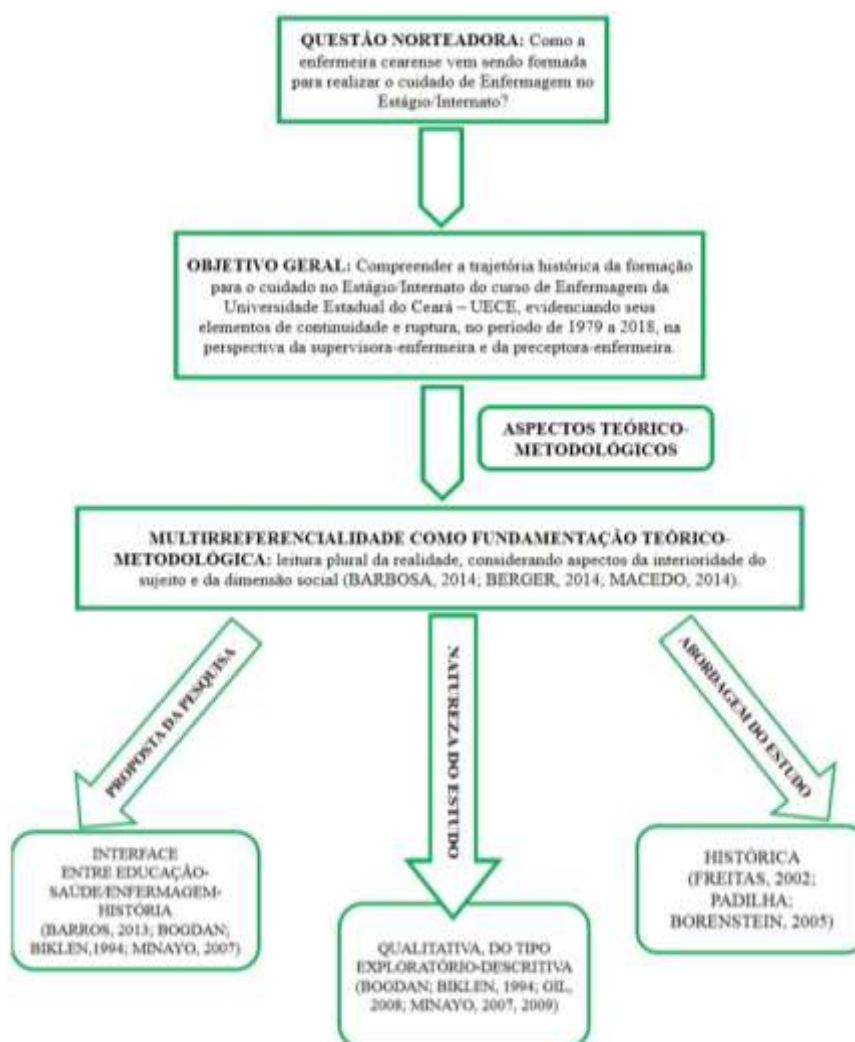 QUESTÃO NORTEADORA: Como a
enfermeira cearense vem sendo formada
para realizar o cuidado de Enfermagem no
Estágio/Internato?
OBJETIVO GERAL: Compreender a trajetória histórica da formação
para o cuidado no Estágio/Internato do curso de Enfermagem da
Universidade Estadual do Ceará – UECE, evidenciando seus
elementos de continuidade e ruptura, no período de 1979 a 2018, na
perspectiva da supervisora-enfermeira e da preceptora-enfermeira.
ASPECTOS TEÓRICO-
METODOLÓGICOS
MULTIRREFERENCIALIDADE COMO FUNDAMENTAÇÃO TEÓRICO-
METODOLÓGICA: leitura plural da realidade, considerando aspectos da interioridade do
sujeito e da dimensão social (BARBOSA, 2014; BERGER, 2014; MACEDO, 2014).
PROPOSTA DA PESQUISA
NATUREZA DO ESTUDO
ABORDAGEM DO ESTUDO
INTERFACE
ENTRE EDUCAÇÃO-
SAÚDE/ENFERMAGEM-
HISTÓRIA
(BARROS, 2013; BOGDAN;
BIKLEN,1994; MINAYO, 2007)
QUALITATIVA, DO TIPO
EXPLORATÓRIO-DESCRITIVA
(BOGDAN; BIKLEN, 1994; GIL,
2008; MINAYO, 2007, 2009)
HISTÓRICA
(FREITAS, 2002;
PADILHA;
BORENSTEIN, 2005)